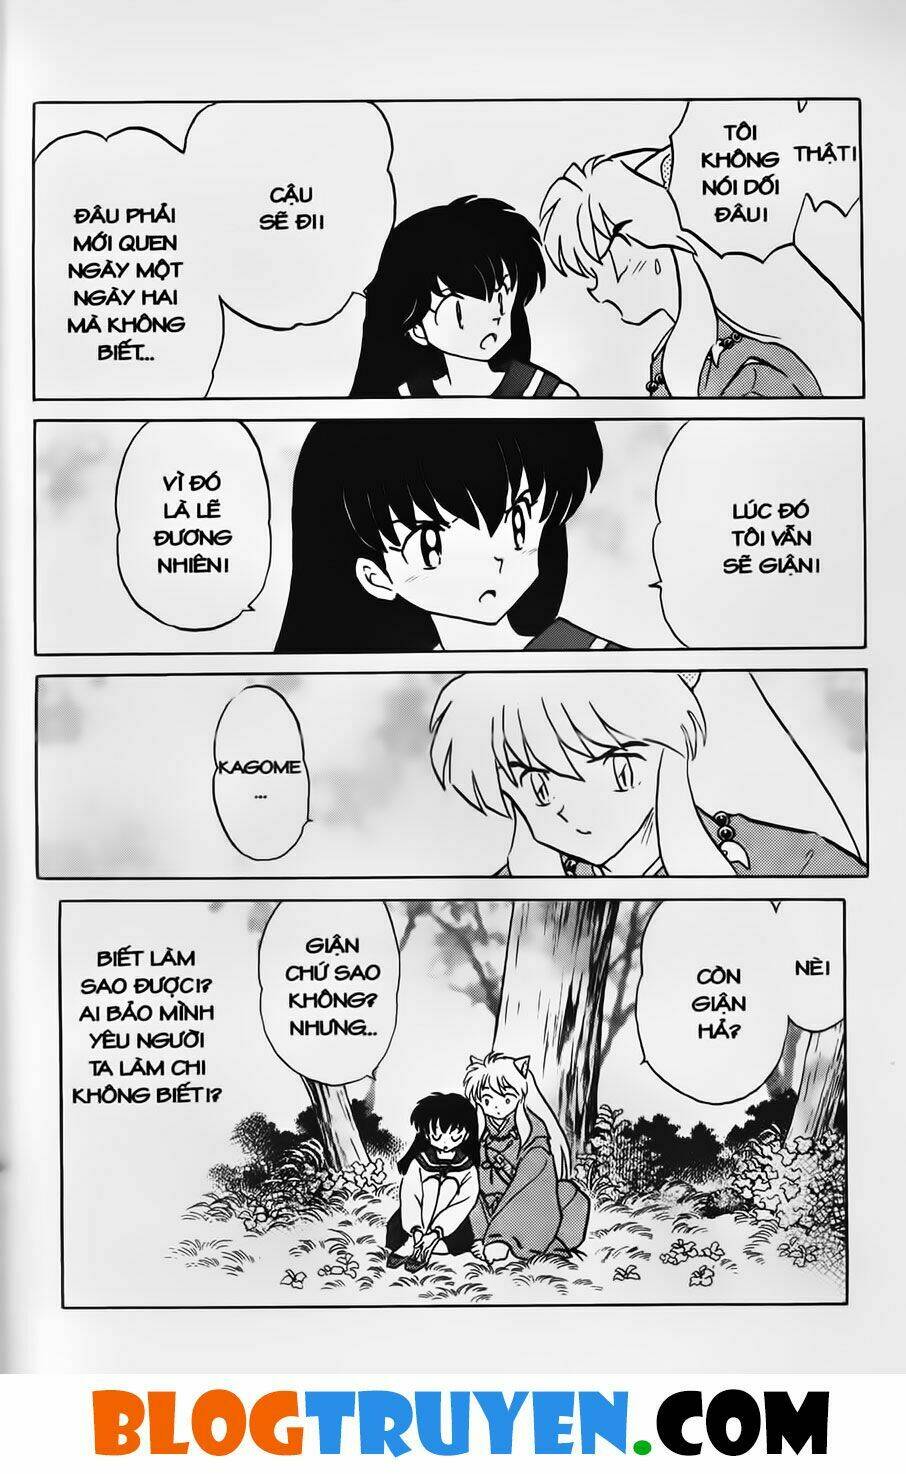 THẬT!
TÔI
KHÔNG
NÓI DỐI
ĐÂU!
CẬU
SẼ ĐI!
ĐÂU PHẢI
MỚI QUEN
NGÀY MỘT
NGÀY HAI
MÀ KHÔNG
BIẾT...
LÚC ĐÓ
TÔI VẪN
SẼ GIẬN!
VÌ ĐÓ
LÀ LẼ
ĐƯƠNG
NHIÊN!
KAGOME
...
NÈ!
CÒN
GIẬN
HẢ?
GIẬN
CHỨ SAO
KHÔNG?
NHƯNG...
BIẾT LÀM
SAO ĐƯỢC!?
AI BẢO MÌNH
YÊU NGƯỜI
TA LÀM CHI
KHÔNG BIẾT!?
BLOGTRUYEN.COM